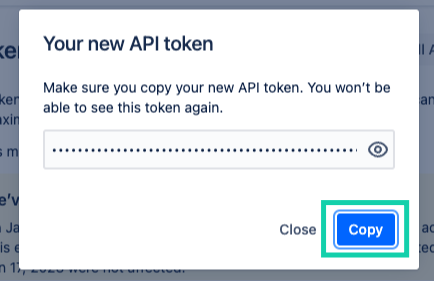 Your new API token
Make sure you copy your new API token. You won't be
able to see this token again.
Close
Copy